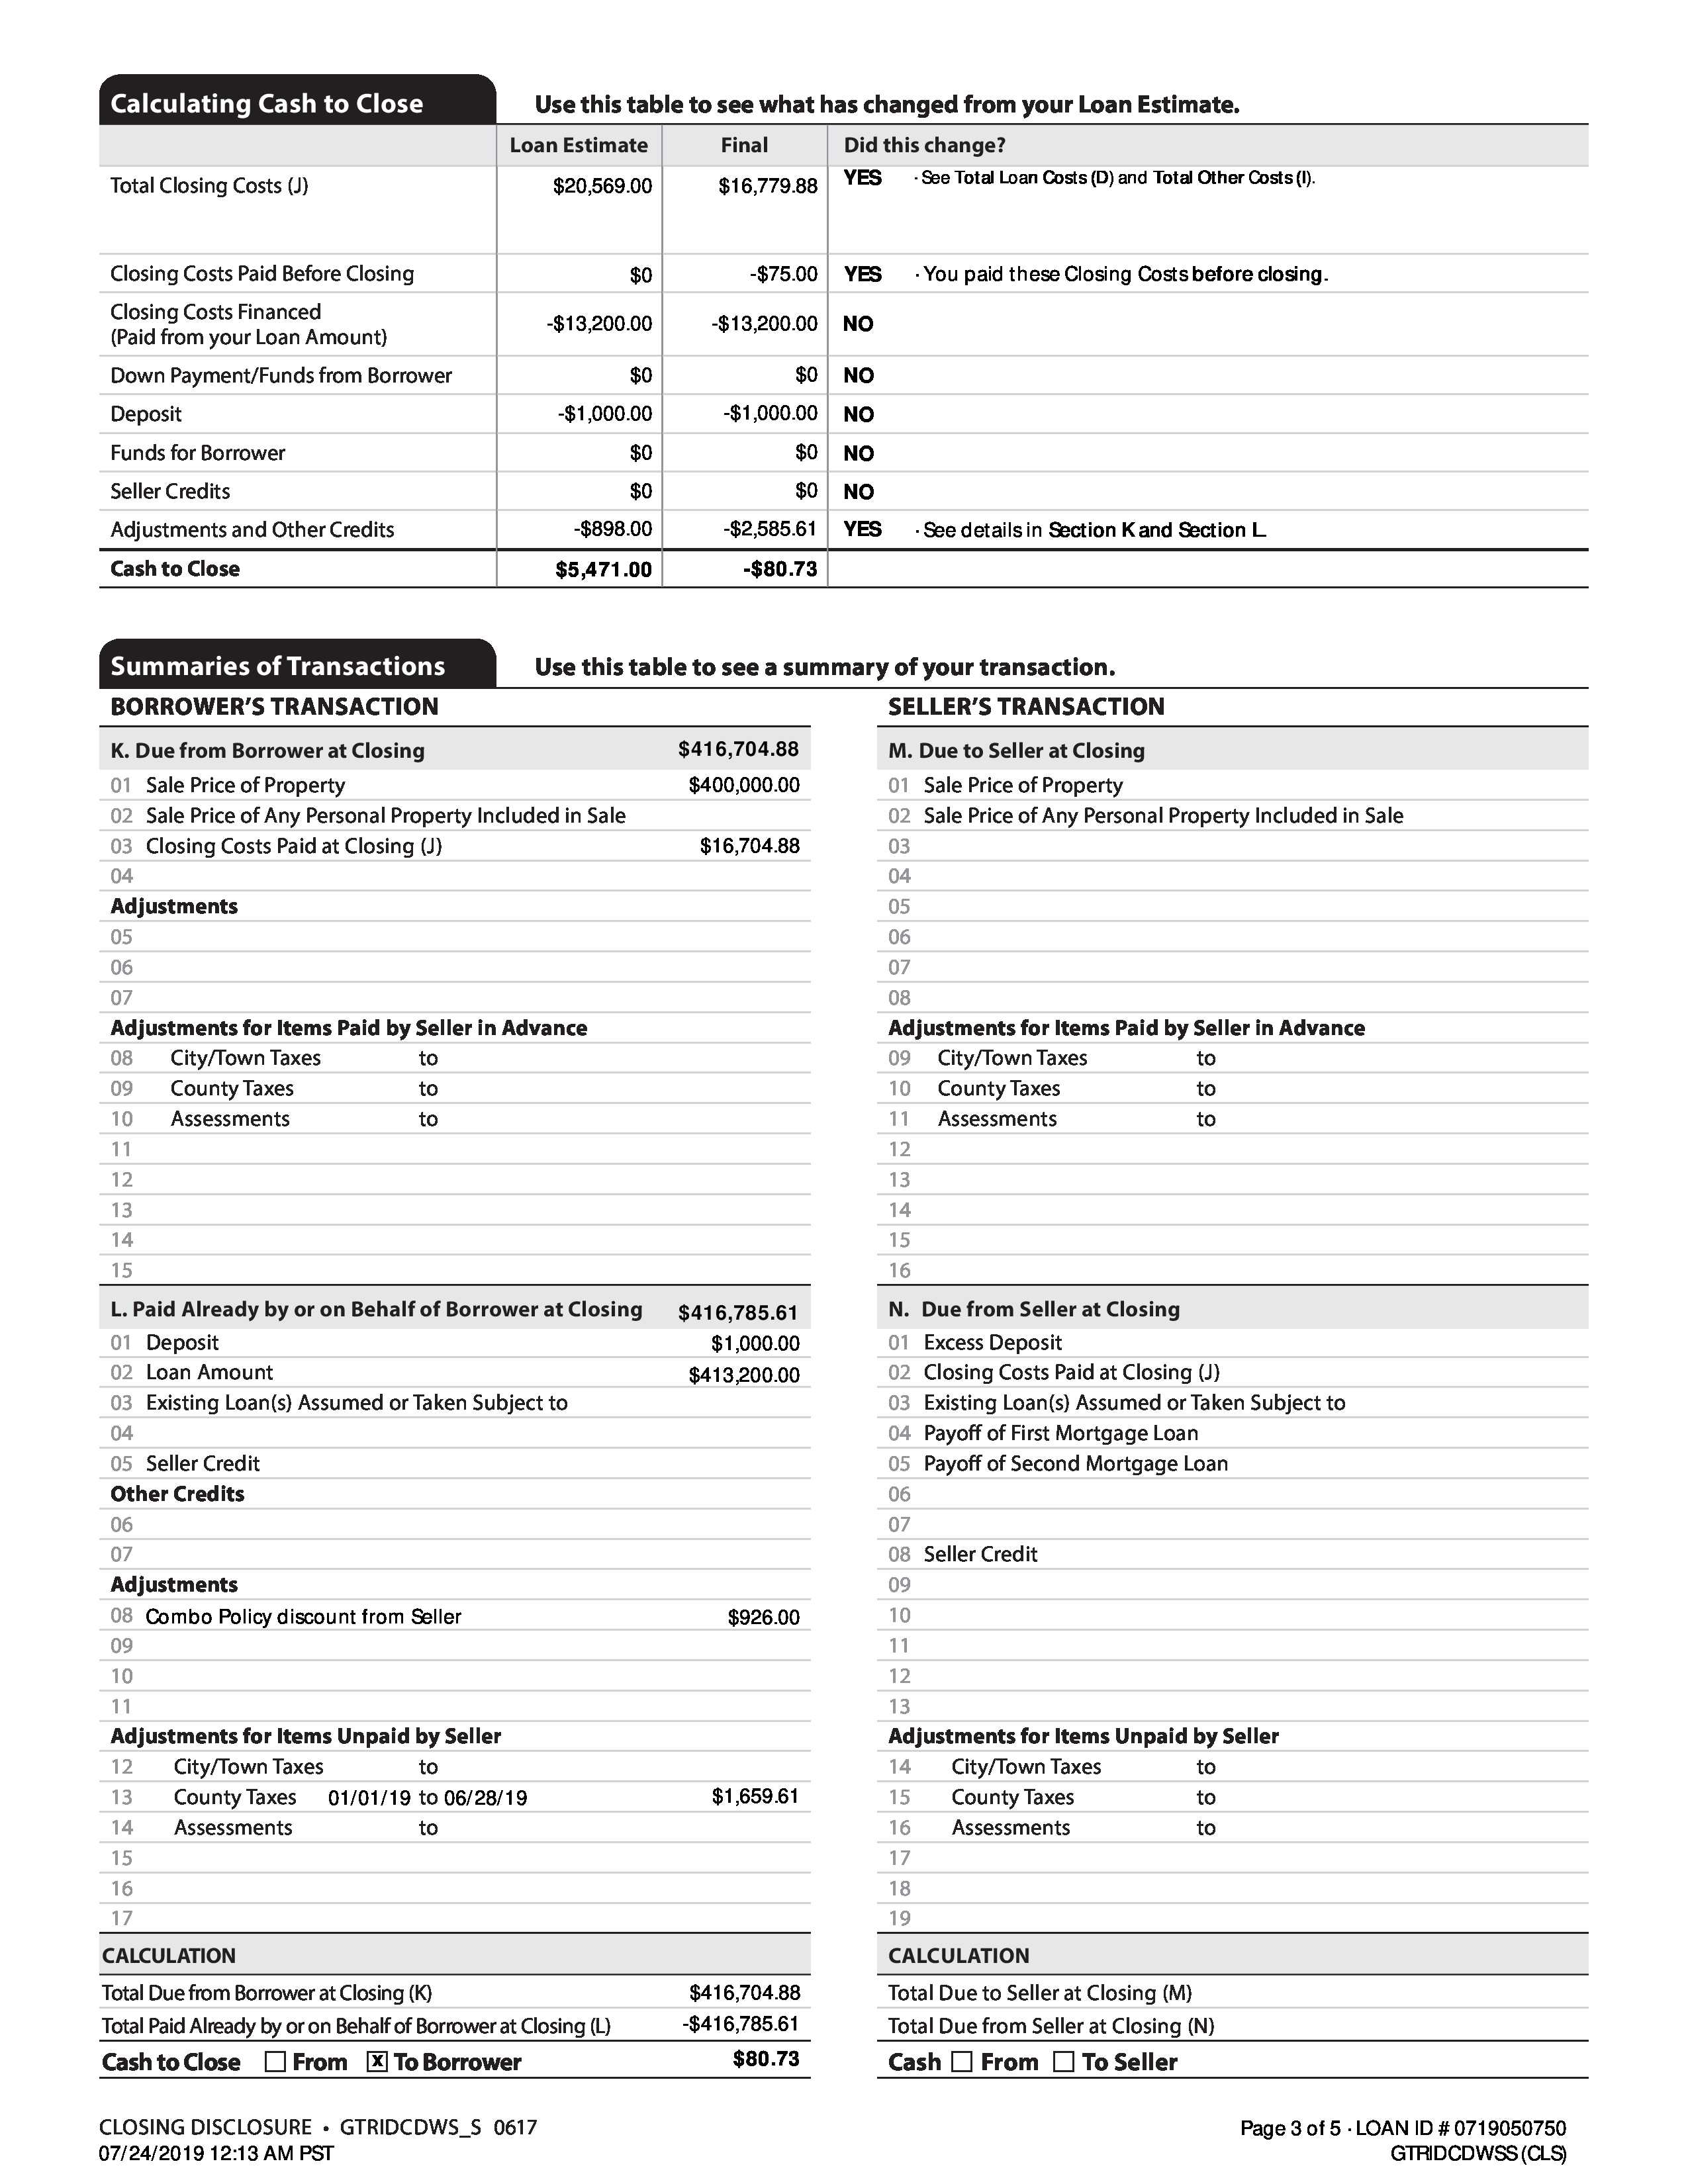 Calculating Cash to Close Use this table to see what has changed from your Loan Estimate.
Loan Estimate Final Did this change?
Total Closing Costs (J) $20,569.00 $16,779.88 YES · See Total Loan Costs (D) and Total Other Costs (I).
Closing Costs Paid Before Closing $0 -$75.00 YES · You paid these Closing Costs before closing.
Closing Costs Financed
(Paid from your Loan Amount) -$13,200.00 -$13,200.00 NO
Down Payment/Funds from Borrower $0 $0 NO
Deposit -$1,000.00 -$1,000.00 NO
Funds for Borrower $0 $0 NO
Seller Credits $0 $0 NO
Adjustments and Other Credits -$898.00 -$2,585.61 YES · See details in Section K and Section L.
Cash to Close $5,471.00 -$80.73
Summaries of Transactions Use this table to see a summary of your transaction.
BORROWER'S TRANSACTION
K. Due from Borrower at Closing $416,704.88
01 Sale Price of Property $400,000.00
02 Sale Price of Any Personal Property Included in Sale
03 Closing Costs Paid at Closing (J) $16,704.88
04
Adjustments
05
06
07
Adjustments for Items Paid by Seller in Advance
08 City/Town Taxes to
09 County Taxes to
10 Assessments to
11
12
13
14
15
L. Paid Already by or on Behalf of Borrower at Closing $416,785.61
01 Deposit $1,000.00
02 Loan Amount $413,200.00
03 Existing Loan(s) Assumed or Taken Subject to
04
05 Seller Credit
Other Credits
06
07
Adjustments
08 Combo Policy discount from Seller $926.00
09
10
11
Adjustments for Items Unpaid by Seller
12 City/Town Taxes to
13 County Taxes 01/01/19 to 06/28/19 $1,659.61
14 Assessments to
15
16
17
CALCULATION
Total Due from Borrower at Closing (K) $416,704.88
Total Paid Already by or on Behalf of Borrower at Closing (L) -$416,785.61
Cash to Close From x To Borrower $80.73
SELLER'S TRANSACTION
M. Due to Seller at Closing
01 Sale Price of Property
02 Sale Price of Any Personal Property Included in Sale
03
04
05
06
07
08
Adjustments for Items Paid by Seller in Advance
09 City/Town Taxes to
10 County Taxes to
11 Assessments to
12
13
14
15
16
N. Due from Seller at Closing
01 Excess Deposit
02 Closing Costs Paid at Closing (J)
03 Existing Loan(s) Assumed or Taken Subject to
04 Payoff of First Mortgage Loan
05 Payoff of Second Mortgage Loan
06
07
08 Seller Credit
09
10
11
12
13
Adjustments for Items Unpaid by Seller
14 City/Town Taxes to
15 County Taxes to
16 Assessments to
17
18
19
CALCULATION
Total Due to Seller at Closing (M)
Total Due from Seller at Closing (N)
Cash From To Seller
CLOSING DISCLOSURE • GTRIDCDWS_S 0617
07/24/2019 12:13 AM PST
Page 3 of 5 · LOAN ID # 0719050750
GTRIDCDWSS (CLS)